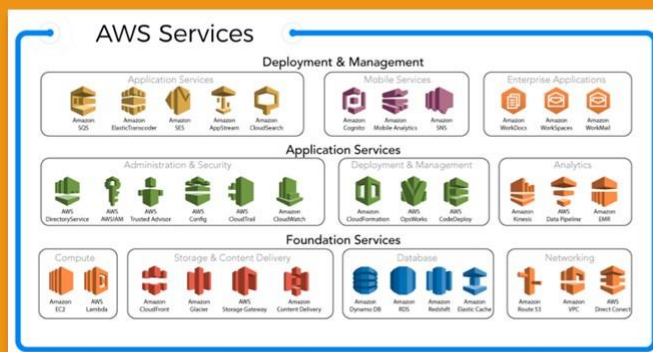 AWS Services
Deployment & Management
Application Services
Amazon SQS
Amazon ElasticTranscoder
Amazon SES
Amazon AppStream
Amazon CloudSearch
Mobile Services
Amazon Cognito
Amazon Mobile Analytics
Amazon SNS
Enterprise Applications
Amazon WorkDocs
Amazon WorkSpaces
Amazon WorkMail
Application Services
Administration & Security
AWS DirectoryService
AWS AWSIAM
AWS Trusted Advisor
AWS Config
AWS CloudTrail
Amazon CloudWatch
Deployment & Management
Amazon CloudFormation
AWS OpsWorks
AWS CodeDeploy
Analytics
Amazon Kinesis
AWS Data Pipeline
Amazon EMR
Foundation Services
Compute
Amazon EC2
AWS Lambda
Storage & Content Delivery
Amazon CloudFront
Amazon Glacier
AWS Storage Gateway
Amazon Content Delivery
Database
Amazon Dynamo DB
Amazon RDS
Amazon Redshift
Amazon Elastic Cache
Networking
Amazon Route 53
Amazon VPC
AWS Direct Conect